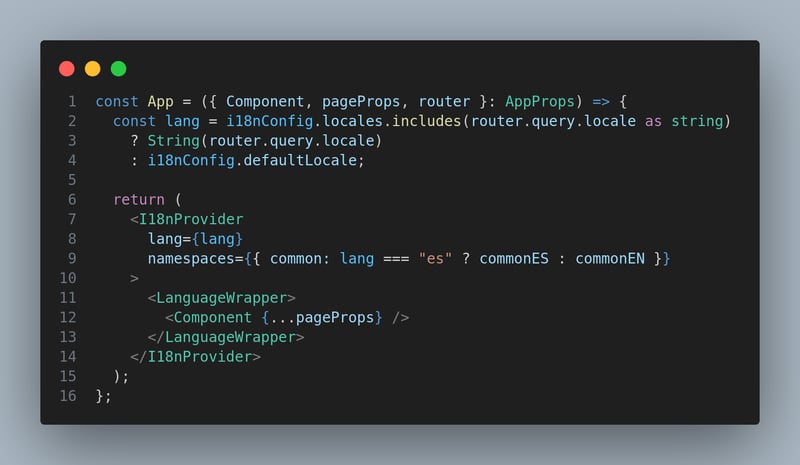 1 const App = ({ Component, pageProps, router }: AppProps) => {
2   const lang = i18nConfig.locales.includes(router.query.locale as string)
3     ? String(router.query.locale)
4     : i18nConfig.defaultLocale;
5
6   return (
7     <I18nProvider
8       lang={lang}
9       namespaces={{ common: lang === "es" ? commonES : commonEN }}
10     >
11       <LanguageWrapper>
12         <Component {...pageProps} />
13       </LanguageWrapper>
14     </I18nProvider>
15   );
16 };